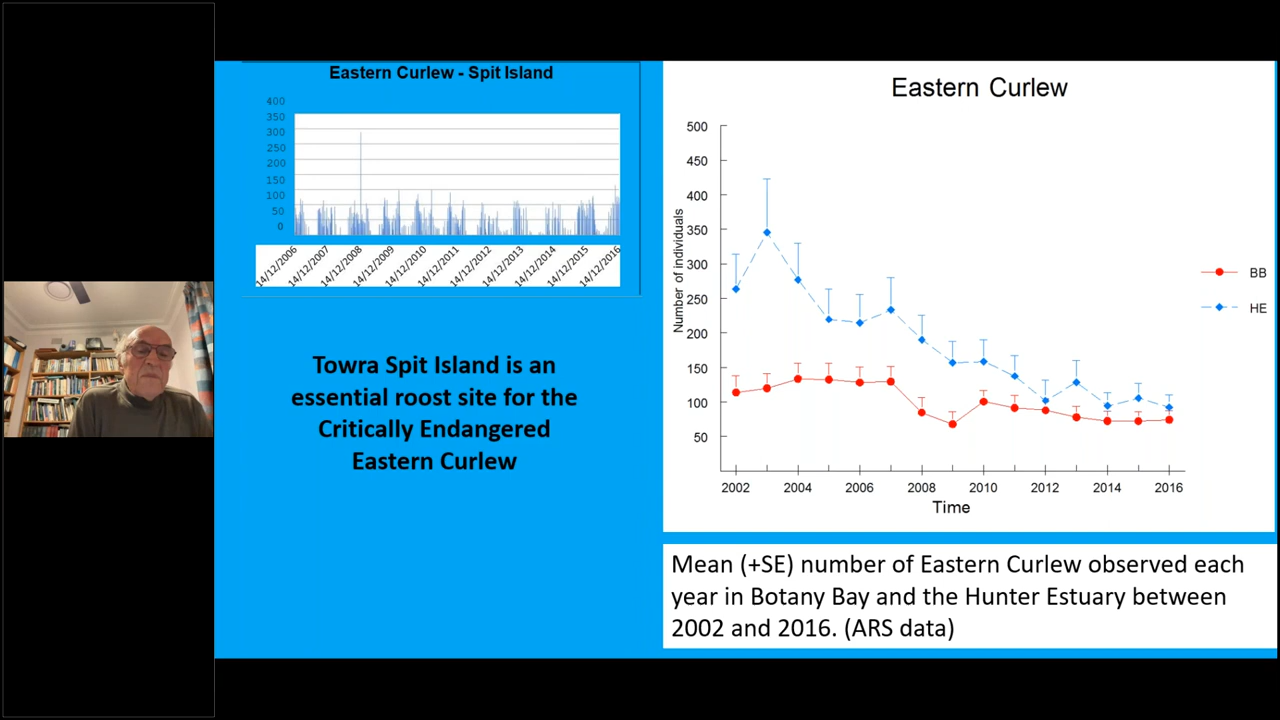 Eastern Curlew - Spit Island
400
350
300
250
200
150
100
50
0
14/12/2006
14/12/2007
14/12/2008
14/12/2009
14/12/2010
14/12/2011
14/12/2012
14/12/2013
14/12/2014
14/12/2015
14/12/2016
Towra Spit Island is an
essential roost site for the
Critically Endangered
Eastern Curlew
Eastern Curlew
500
450
400
350
300
250
200
150
100
50
Number of individuals
2002 2004 2006 2008 2010 2012 2014 2016
Time
BB
HE
Mean (+SE) number of Eastern Curlew observed each
year in Botany Bay and the Hunter Estuary between
2002 and 2016. (ARS data)